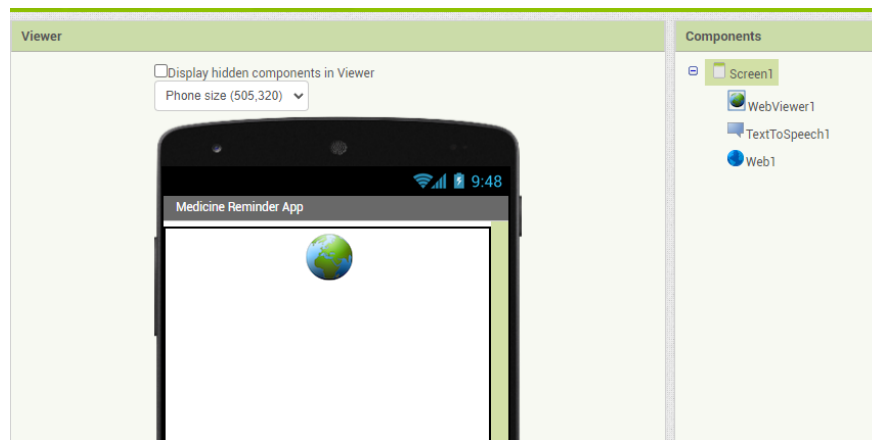 Viewer
Components
Display hidden components in Viewer
Phone size (505,320)
9:48
Medicine Reminder App
Screen1
WebViewer1
TextToSpeech1
Web1